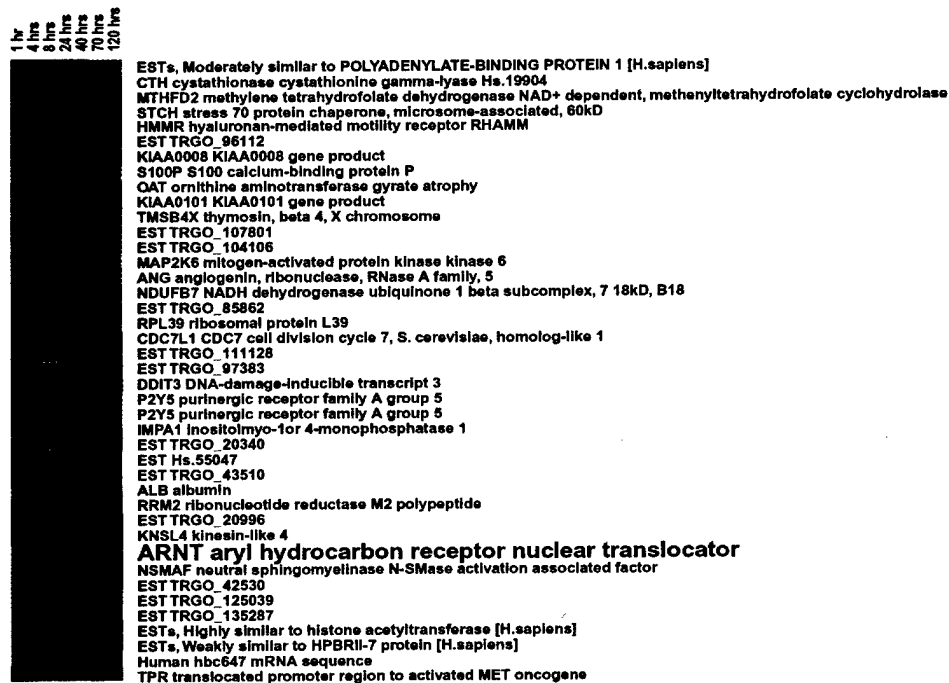 1 hr
4 hrs
8 hrs
24 hrs
40 hrs
70 hrs
120 hrs
ESTs, Moderately similar to POLYADENYLATE-BINDING PROTEIN 1 [H.sapiens]
CTH cystathionase cystathionine gamma-lyase Hs.19904
MTHFD2 methylene tetrahydrofolate dehydrogenase NAD+ dependent, methenyltetrahydrofolate cyclohydrolase
STCH stress 70 protein chaperone, microsome-associated, 60kD
HMMR hyaluronan-mediated motility receptor RHAMM
EST TRGO_96112
KIAA0008 KIAA0008 gene product
S100P S100 calcium-binding protein P
OAT ornithine aminotransferase gyrate atrophy
KIAA0101 KIAA0101 gene product
TMSB4X thymosin, beta 4, X chromosome
EST TRGO_107801
EST TRGO_104106
MAP2K6 mitogen-activated protein kinase kinase 6
ANG angiogenin, ribonuclease, RNase A family, 5
NDUFB7 NADH dehydrogenase ubiquinone 1 beta subcomplex, 7 18kD, B18
EST TRGO_85862
RPL39 ribosomal protein L39
CDC7L1 CDC7 cell division cycle 7, S. cerevisiae, homolog-like 1
EST TRGO_111128
EST TRGO_97383
DDIT3 DNA-damage-inducible transcript 3
P2Y5 purinergic receptor family A group 5
P2Y5 purinergic receptor family A group 5
IMPA1 inositolmyo-1or 4-monophosphatase 1
EST TRGO_20340
EST Hs.55047
EST TRGO_43510
ALB albumin
RRM2 ribonucleotide reductase M2 polypeptide
EST TRGO_20996
KNSL4 kinesin-like 4
ARNT aryl hydrocarbon receptor nuclear translocator
NSMAF neutral sphingomyelinase N-SMase activation associated factor
EST TRGO_42530
EST TRGO_125039
EST TRGO_135287
ESTs, Highly similar to histone acetyltransferase [H.sapiens]
ESTs, Weakly similar to HPBRII-7 protein [H.sapiens]
Human hbc647 mRNA sequence
TPR translocated promoter region to activated MET oncogene